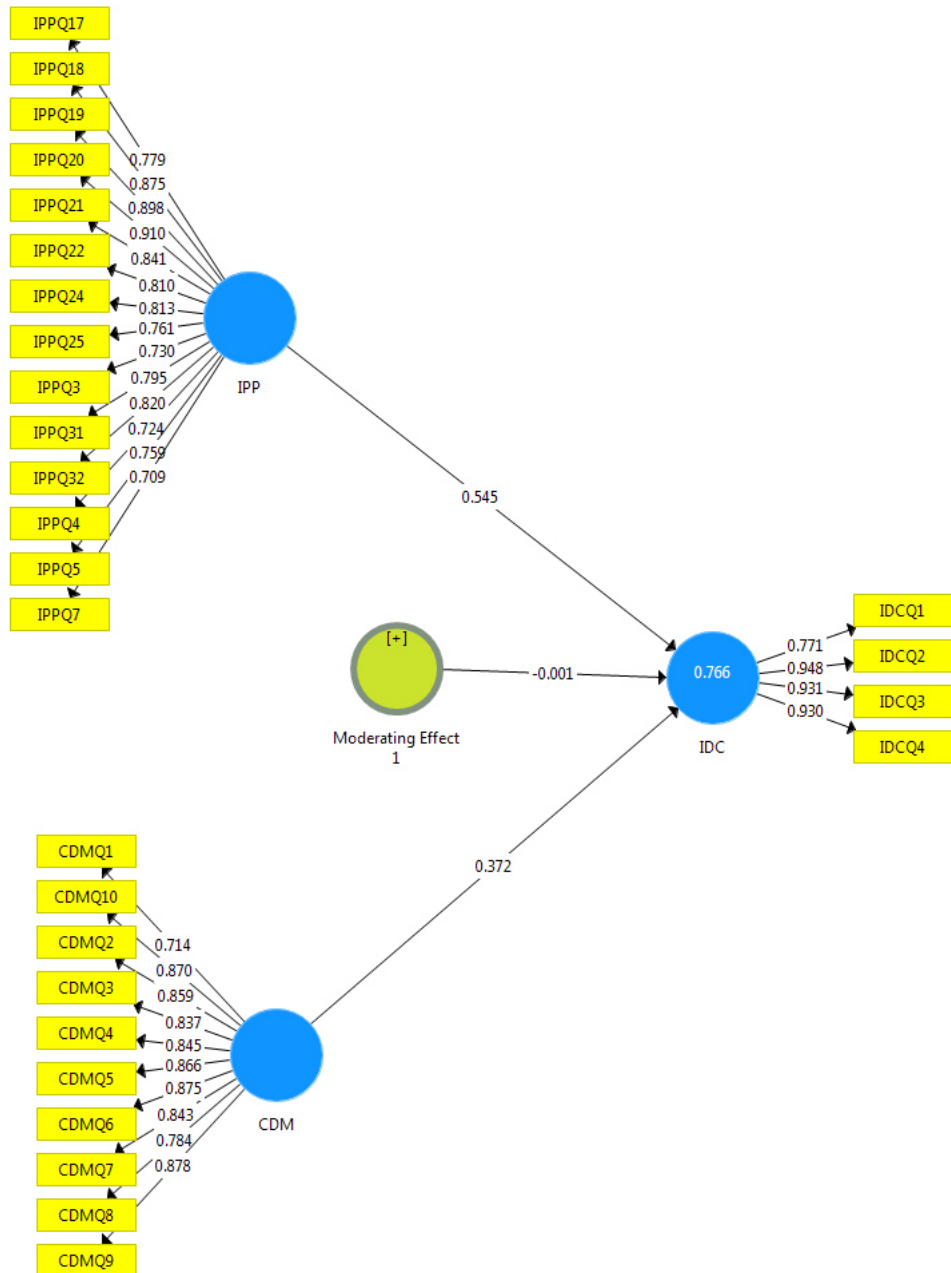 IPPQ17
IPPQ18
IPPQ19
IPPQ20
IPPQ21
IPPQ22
IPPQ24
IPPQ25
IPPQ3
IPPQ31
IPPQ32
IPPQ4
IPPQ5
IPPQ7
0.779
0.875
0.898
0.910
0.841
0.810
0.813
0.761
0.730
0.795
0.820
0.724
0.759
0.709
IPP
0.545
[+]
Moderating Effect
1
-0.001
0.766
IDC
0.771
0.948
0.931
0.930
IDCQ1
IDCQ2
IDCQ3
IDCQ4
0.372
CDMQ1
CDMQ10
CDMQ2
CDMQ3
CDMQ4
CDMQ5
CDMQ6
CDMQ7
CDMQ8
CDMQ9
0.714
0.870
0.859
0.837
0.845
0.866
0.875
0.843
0.784
0.878
CDM